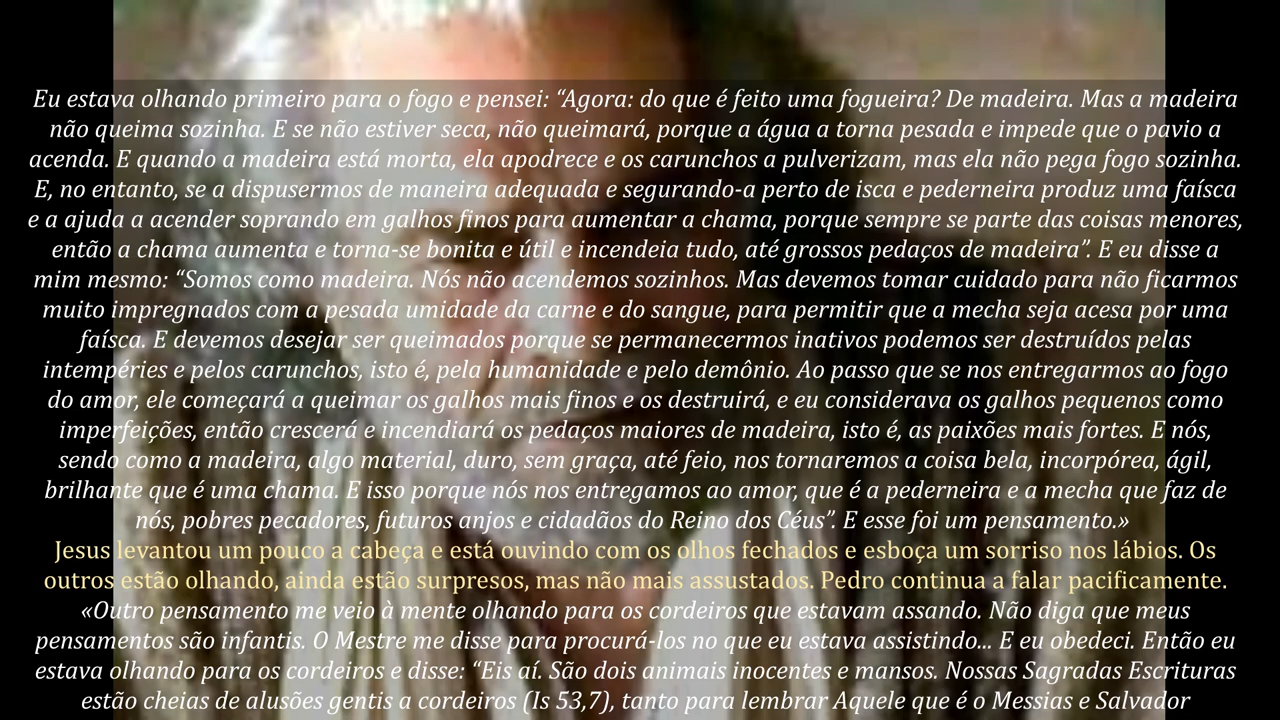 Eu estava olhando primeiro para o fogo e pensei: “Agora: do que é feito uma fogueira? De madeira. Mas a madeira
não queima sozinha. E se não estiver seca, não queimará, porque a água a torna pesada e impede que o pavio a
acenda. E quando a madeira está morta, ela apodrece e os carunchos a pulverizam, mas ela não pega fogo sozinha.
E, no entanto, se a dispusermos de maneira adequada e segurando-a perto de isca e pederneira produz uma faísca
e a ajuda a acender soprando em galhos finos para aumentar a chama, porque sempre se parte das coisas menores,
então a chama aumenta e torna-se bonita e útil e incendeia tudo, até grossos pedaços de madeira”. E eu disse a
mim mesmo: “Somos como madeira. Nós não acendemos sozinhos. Mas devemos tomar cuidado para não ficarmos
muito impregnados com a pesada umidade da carne e do sangue, para permitir que a mecha seja acesa por uma
faísca. E devemos desejar ser queimados porque se permanecermos inativos podemos ser destruídos pelas
intempéries e pelos carunchos, isto é, pela humanidade e pelo demônio. Ao passo que se nos entregarmos ao fogo
do amor, ele começará a queimar os galhos mais finos e os destruirá, e eu considerava os galhos pequenos como
imperfeições, então crescerá e incendiará os pedaços maiores de madeira, isto é, as paixões mais fortes. E nós,
sendo como a madeira, algo material, duro, sem graça, até feio, nos tornaremos a coisa bela, incorpórea, ágil,
brilhante que é uma chama. E isso porque nós nos entregamos ao amor, que é a pederneira e a mecha que faz de
nós, pobres pecadores, futuros anjos e cidadãos do Reino dos Céus”. E esse foi um pensamento.»
Jesus levantou um pouco a cabeça e está ouvindo com os olhos fechados e esboça um sorriso nos lábios. Os
outros estão olhando, ainda estão surpresos, mas não mais assustados. Pedro continua a falar pacificamente.
«Outro pensamento me veio à mente olhando para os cordeiros que estavam assando. Não diga que meus
pensamentos são infantis. O Mestre me disse para procurá-los no que eu estava assistindo... E eu obedeci. Então eu
estava olhando para os cordeiros e disse: “Eis aí. São dois animais inocentes e mansos. Nossas Sagradas Escrituras
estão cheias de alusões gentis a cordeiros (Is 53,7), tanto para lembrar Aquele que é o Messias e Salvador